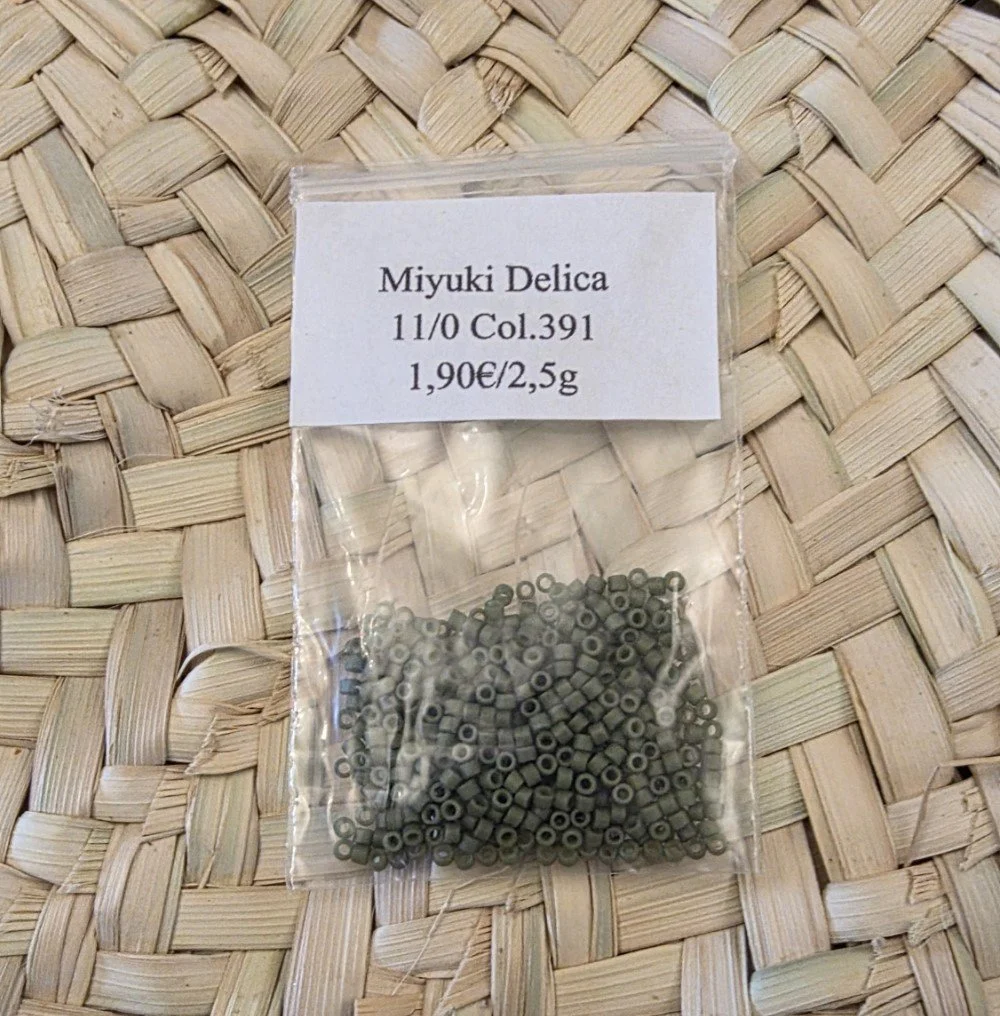 Miyuki Delica
11/0 Col.391
1,90€/2,5g